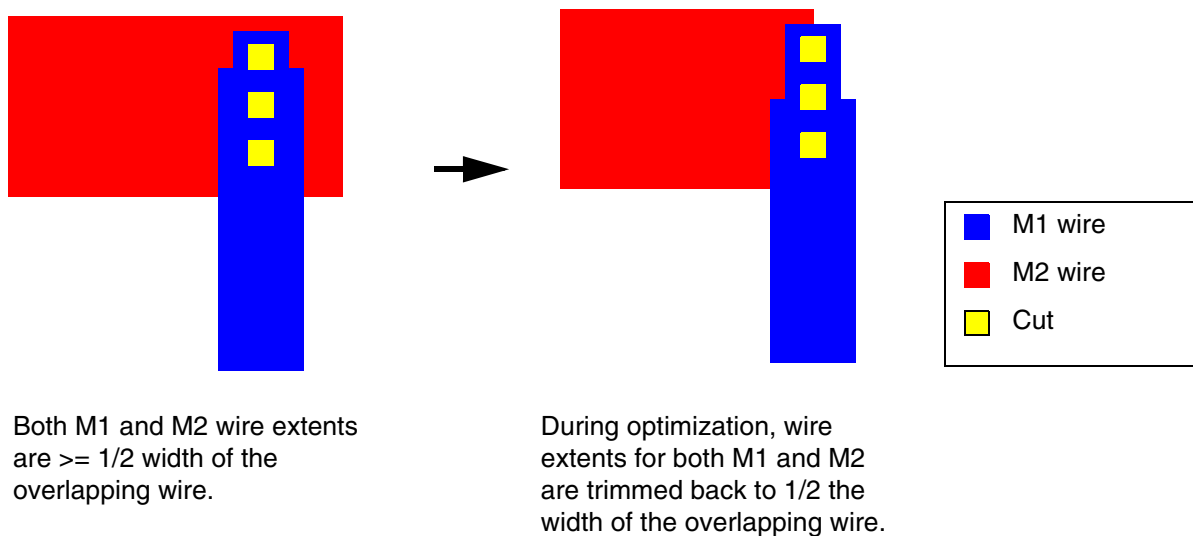 M1 wire
M2 wire
Cut
Both M1 and M2 wire extents
are >= 1/2 width of the
overlapping wire.
During optimization, wire
extents for both M1 and M2
are trimmed back to 1/2 the
width of the overlapping wire.